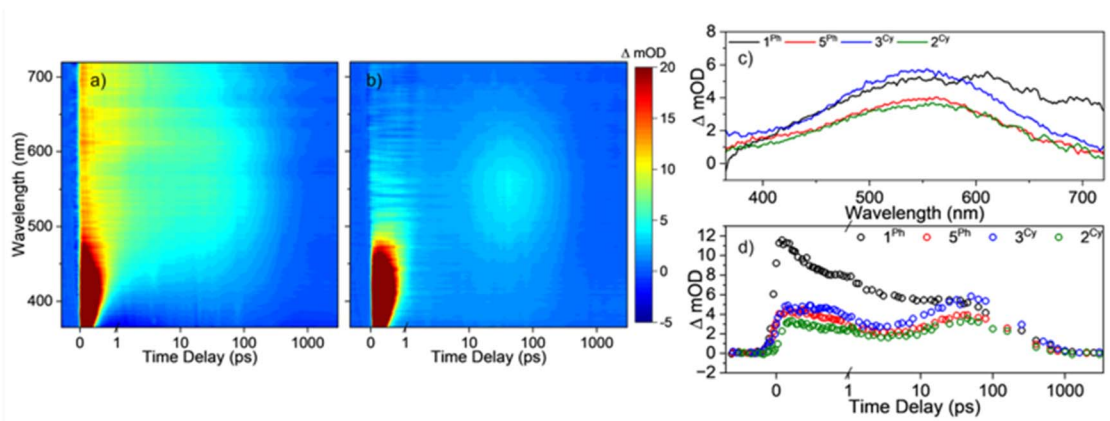 a)
Wavelength (nm)
700
600
500
400
0 1 10 100 1000
Time Delay (ps)
b)
0 1 10 100 1000
Time Delay (ps)
Δ mOD
20
15
10
5
0
-5
c)
1Ph 5Ph 3Cy 2Cy
Δ mOD
8
6
4
2
0
400 500 600 700
Wavelength (nm)
d)
1Ph 5Ph 3Cy 2Cy
Δ mOD
12
10
8
6
4
2
0
−2
0 1 10 100 1000
Time Delay (ps)